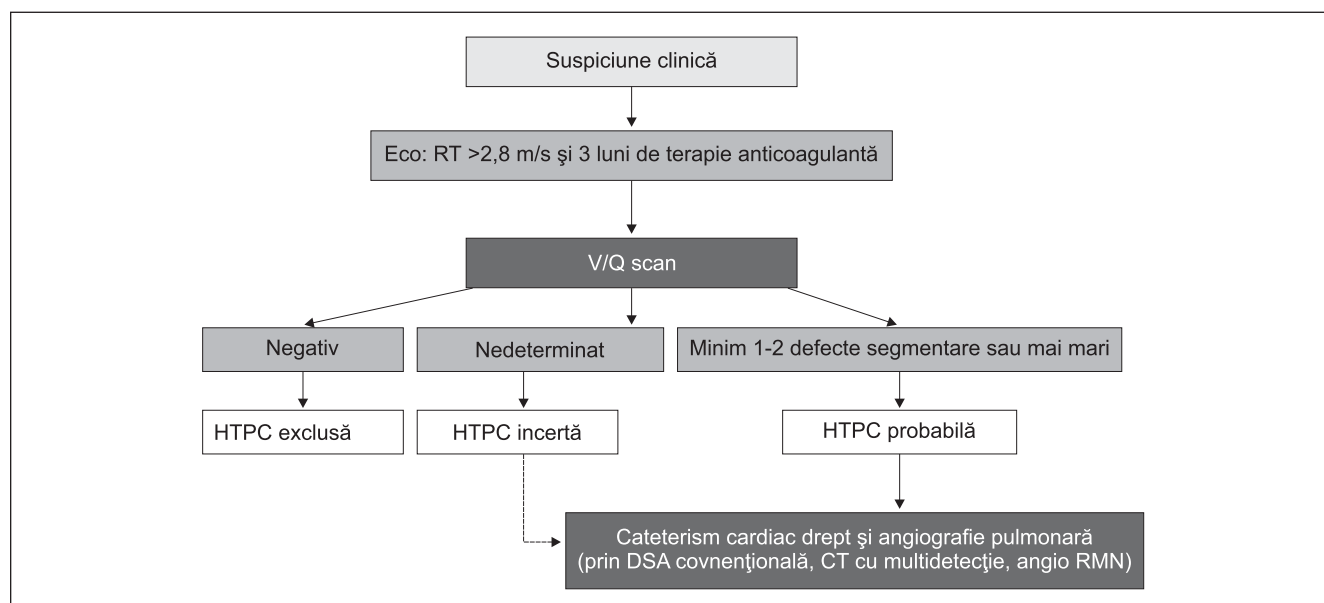 Suspiciune clinică
Eco: RT >2,8 m/s şi 3 luni de terapie anticoagulantă
V/Q scan
Negativ
Nedeterminat
Minim 1-2 defecte segmentare sau mai mari
HTPC exclusă
HTPC incertă
HTPC probabilă
Cateterism cardiac drept şi angiografie pulmonară
(prin DSA covnenţională, CT cu multidetecţie, angio RMN)